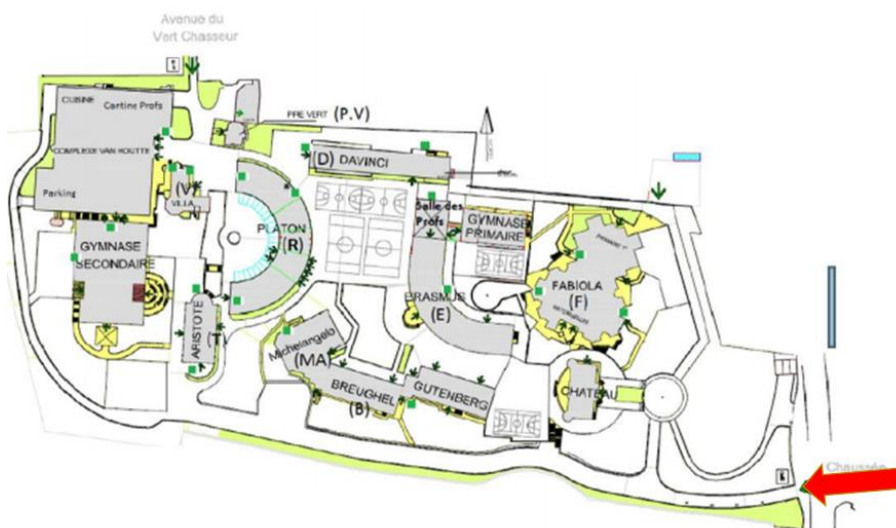 Avenue du
Vert Chasseur
CUISINE
Cantine Profs
PRE VERT (P.V)
COMPLEXE VAN HOUTTE
(D) DAVINCI
(V)
VILLA
Parking
Salle des
Profs
GYMNASE
PRIMAIRE
PLATON
(R)
GYMNASE
SECONDAIRE
FABIOLA
(F)
ERASMUS
(E)
ARISTOTE
Michelangelo
(MA)
BREUGHEL
(B)
GUTENBERG
CHATEAU
Chaussée